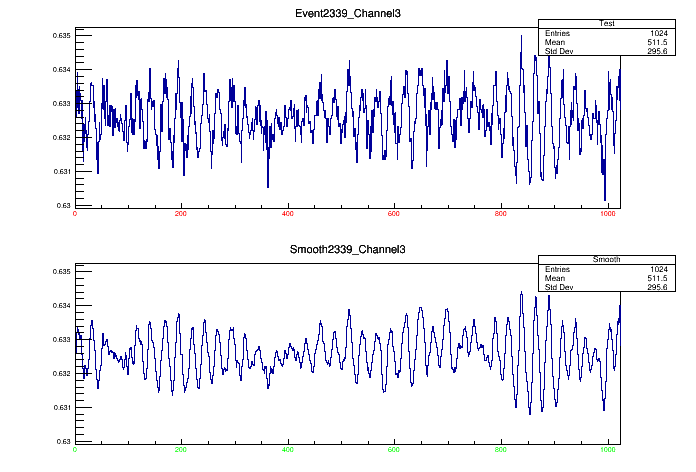 Event2339_Channel3
Test
Entries 1024
Mean 511.5
Std Dev 295.6
0.635
0.634
0.633
0.632
0.631
0.63
0 200 400 600 800 1000
Smooth2339_Channel3
Smooth
Entries 1024
Mean 511.5
Std Dev 295.6
0.635
0.634
0.633
0.632
0.631
0.63
0 200 400 600 800 1000